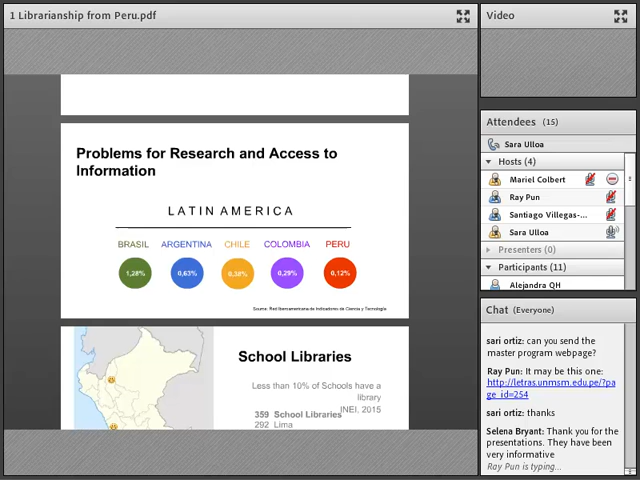 1 Librarianship from Peru.pdf
Problems for Research and Access to
Information
LATIN AMERICA
BRASIL ARGENTINA CHILE COLOMBIA PERU
1,28% 0,63% 0,38% 0,29% 0,12%
Source: Red Iberoamericana de Indicadores de Ciencia y Tecnología
School Libraries
Less than 10% of Schools have a
library
INEI, 2015
359 School Libraries
292 Lima
Video
Attendees (15)
Sara Ulloa
Hosts (4)
Mariel Colbert
Ray Pun
Santiago Villegas-...
Sara Ulloa
Presenters (0)
Participants (11)
Alejandra QH
Chat (Everyone)
sari ortiz: can you send the
master program webpage?
Ray Pun: It may be this one:
http://letras.unmsm.edu.pe/?pa
ge_id=254
sari ortiz: thanks
Selena Bryant: Thank you for the
presentations. They have been
very informative
Ray Pun is typing...